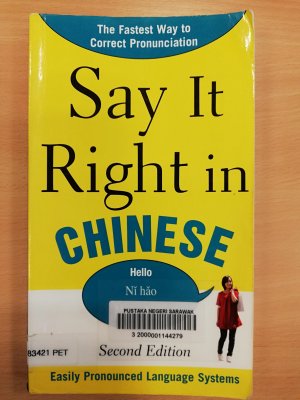 The Fastest Way to
Correct Pronunciation
Say It
Right in
CHINESE
Hello
Nǐ hǎo
PUSTAKA NEGERI SARAWAK
3 2000001144279
83421 PET
Second Edition
Easily Pronounced Language Systems